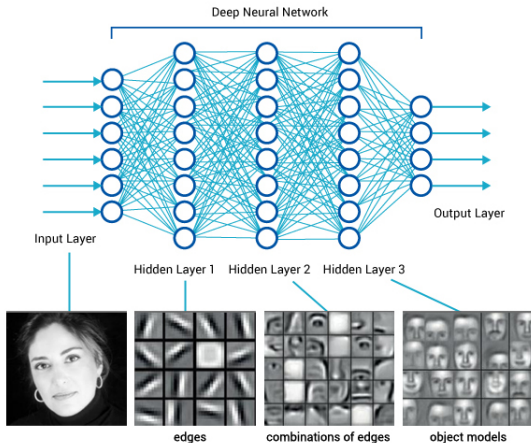 Deep Neural Network
Input Layer
Output Layer
Hidden Layer 1
Hidden Layer 2
Hidden Layer 3
edges
combinations of edges
object models